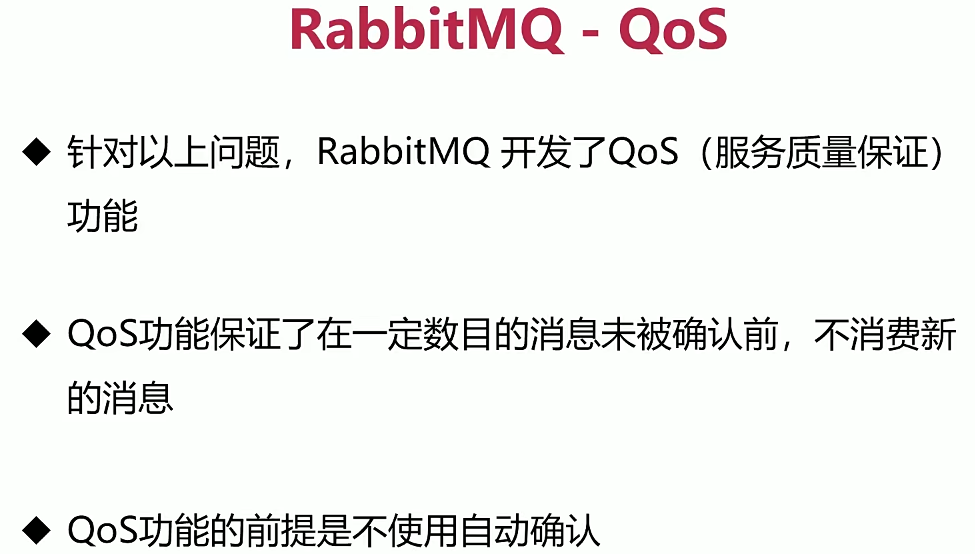 RabbitMQ - QoS
◆ 针对以上问题，RabbitMQ 开发了QoS（服务质量保证）
功能
◆ QoS功能保证了在一定数目的消息未被确认前，不消费新
的消息
◆ QoS功能的前提是不使用自动确认